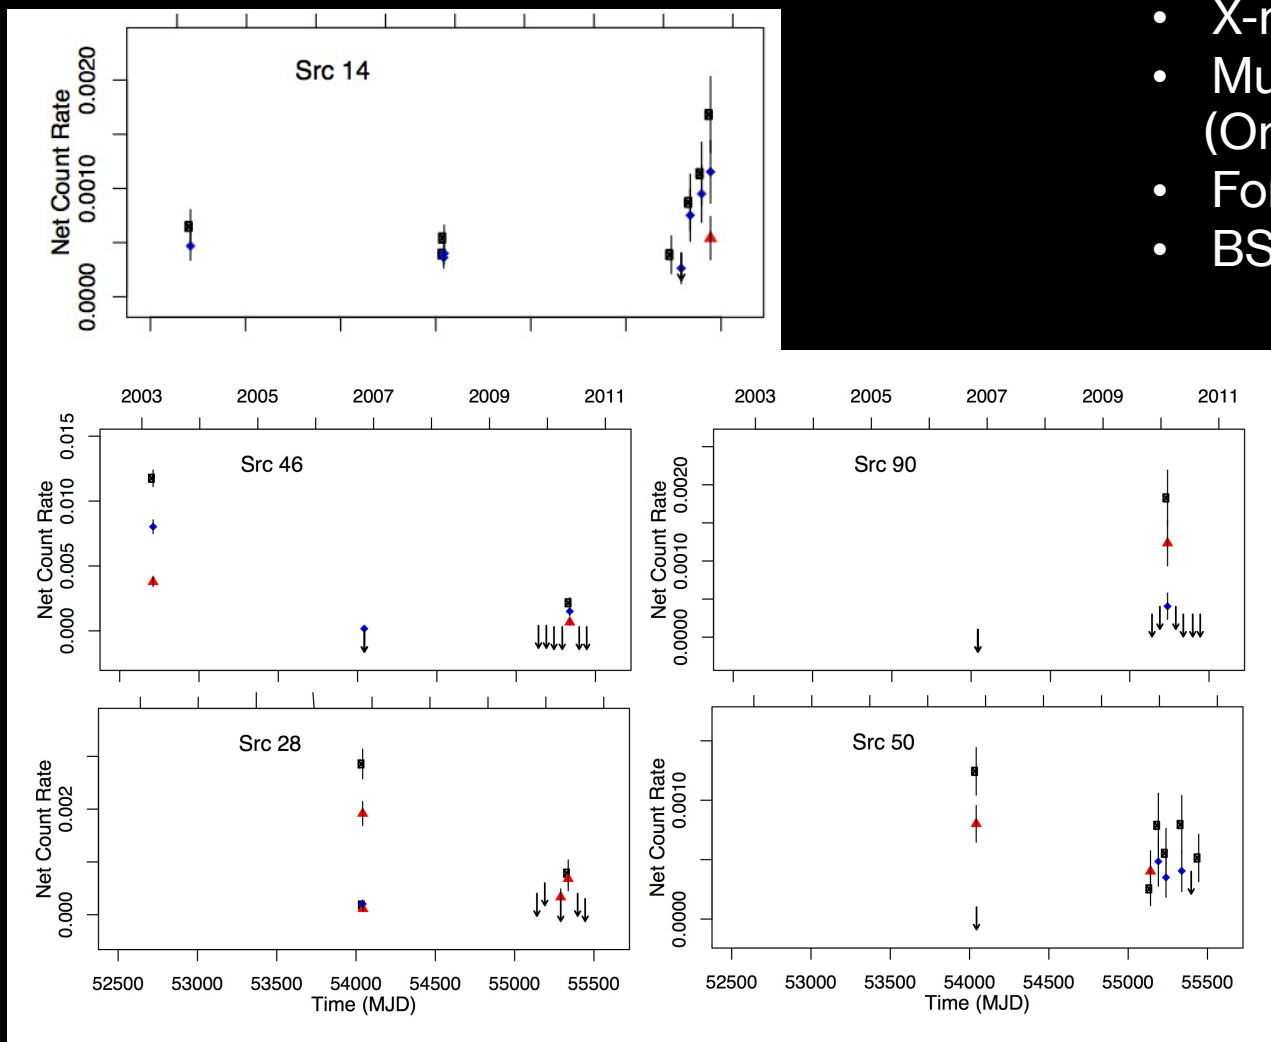 • X-
• Mu
(Or
• For
• BS
Src 14
Net Count Rate
0.0000 0.0010 0.0020
2003 2005 2007 2009 2011
Src 46
Net Count Rate
0.000 0.005 0.010 0.015
2003 2005 2007 2009 2011
Src 90
Net Count Rate
0.0000 0.0010 0.0020
Src 28
Net Count Rate
0.000 0.002
52500 53000 53500 54000 54500 55000 55500
Time (MJD)
Src 50
Net Count Rate
0.0000 0.0010
52500 53000 53500 54000 54500 55000 55500
Time (MJD)